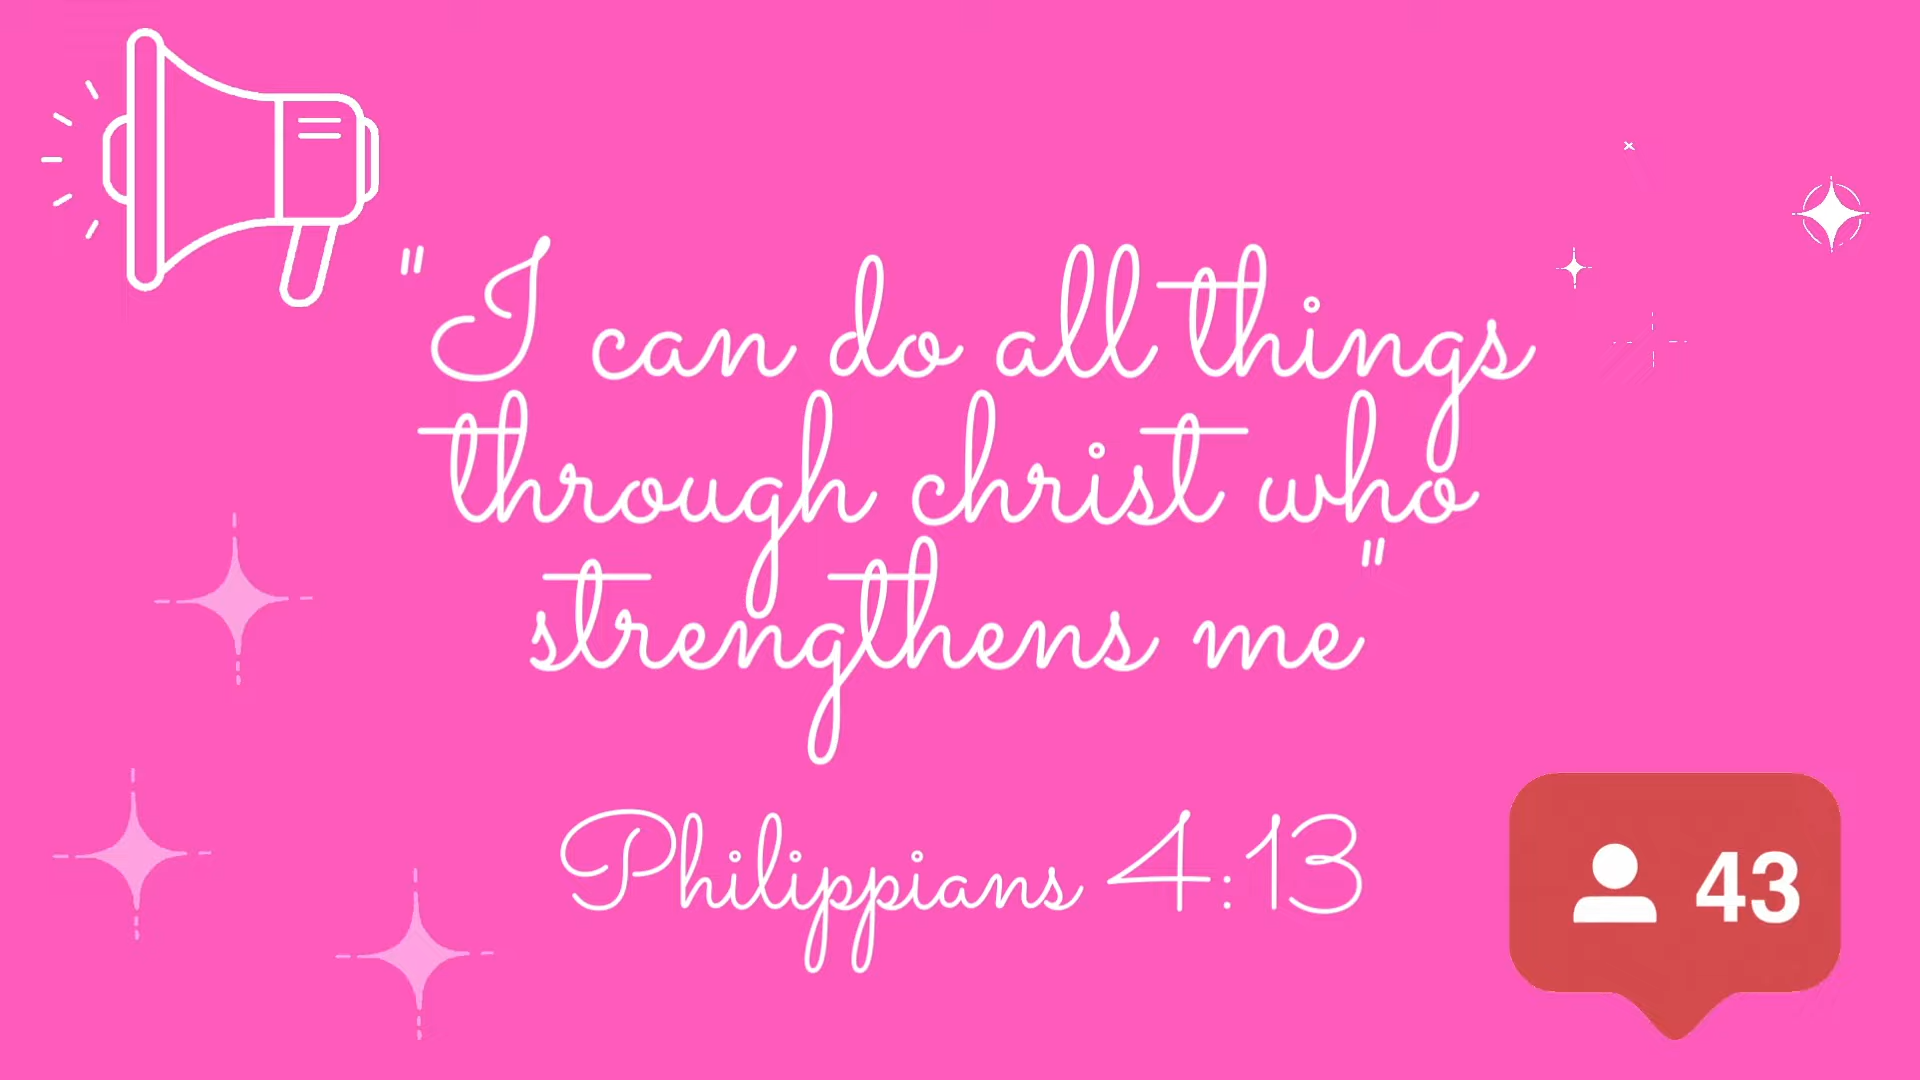 "I can do all things
through christ who
strengthens me"
Philippians 4:13
43